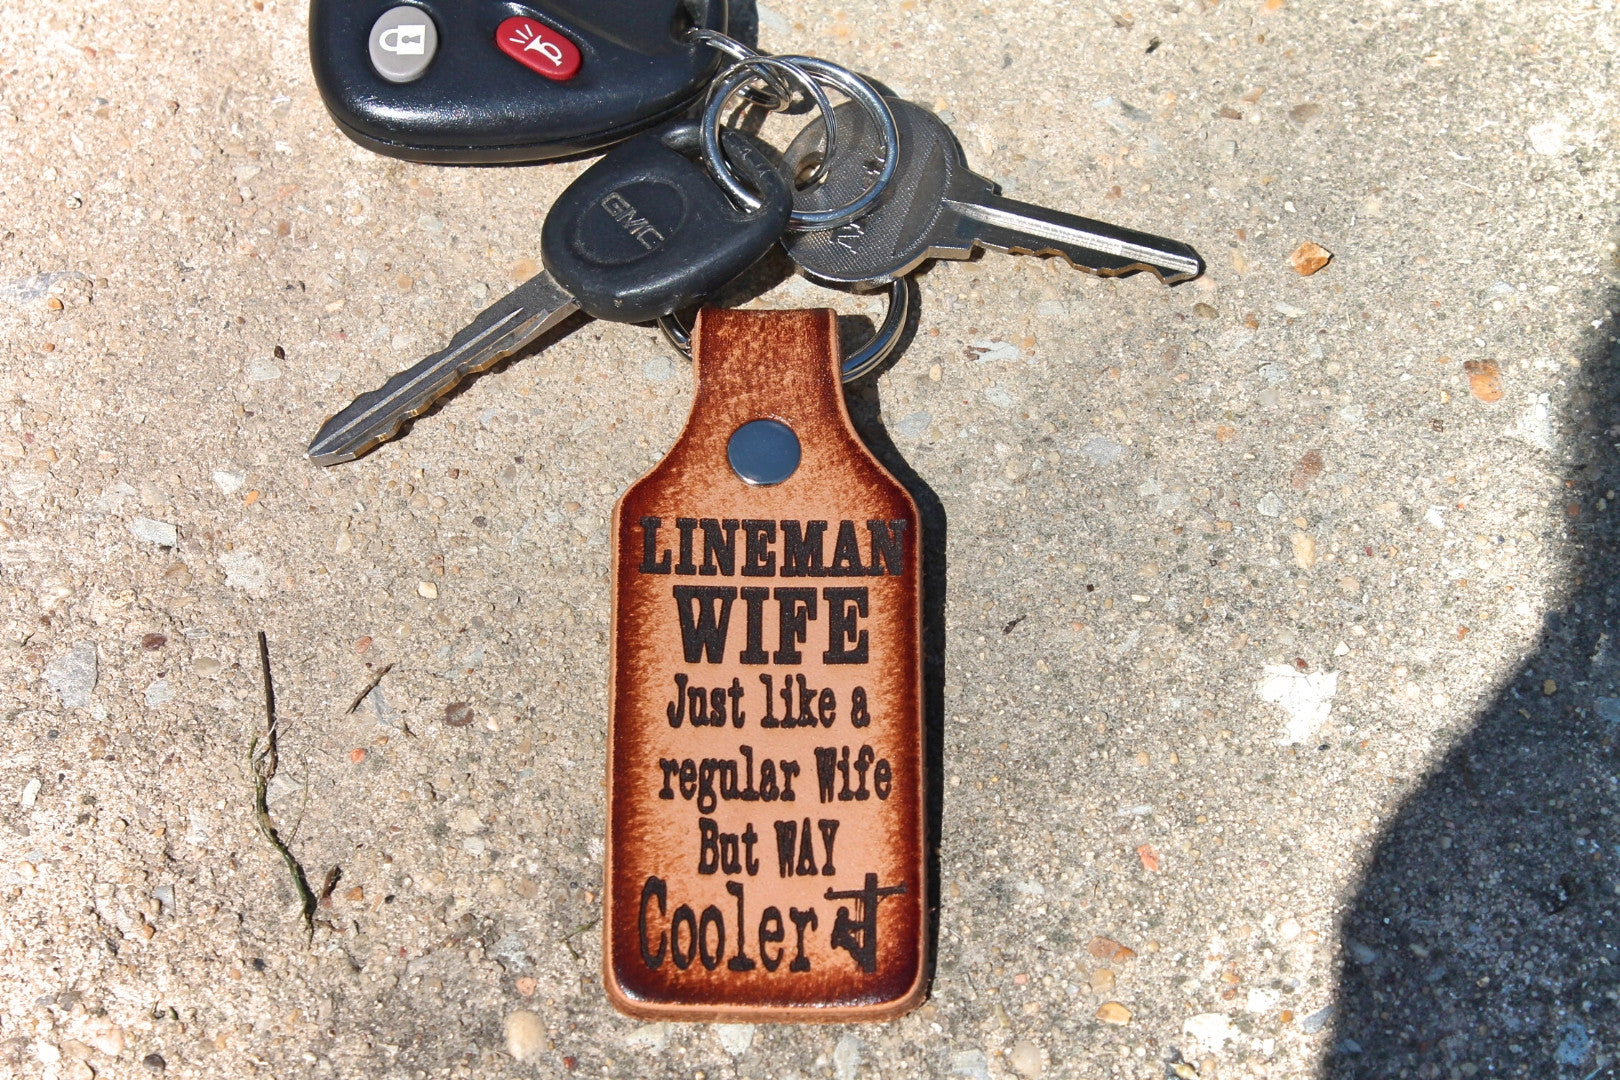 GMC
LINEMAN
WIFE
Just like a
regular Wife
But WAY
Cooler